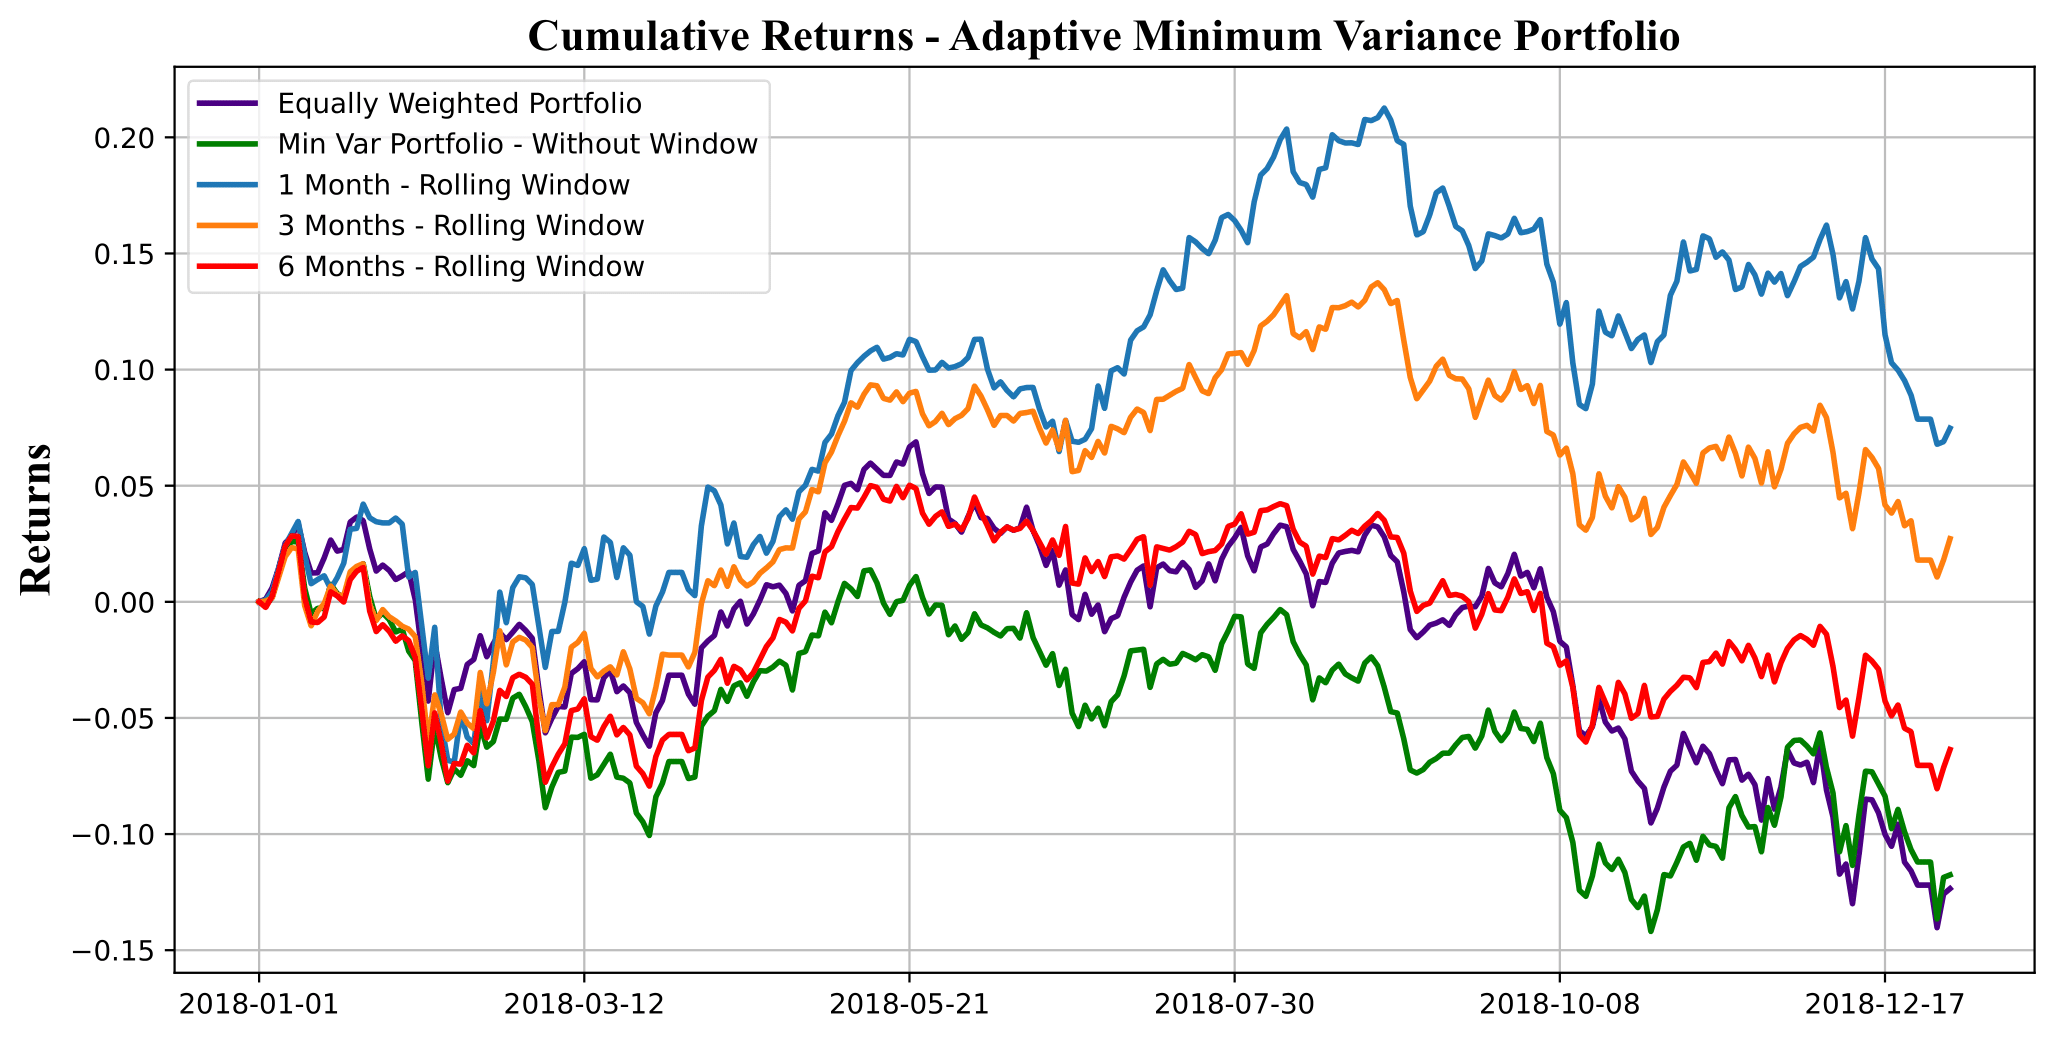 Cumulative Returns - Adaptive Minimum Variance Portfolio
Equally Weighted Portfolio
Min Var Portfolio - Without Window
1 Month - Rolling Window
3 Months - Rolling Window
6 Months - Rolling Window
Returns
0.20
0.15
0.10
0.05
0.00
−0.05
−0.10
−0.15
2018-01-01 2018-03-12 2018-05-21 2018-07-30 2018-10-08 2018-12-17